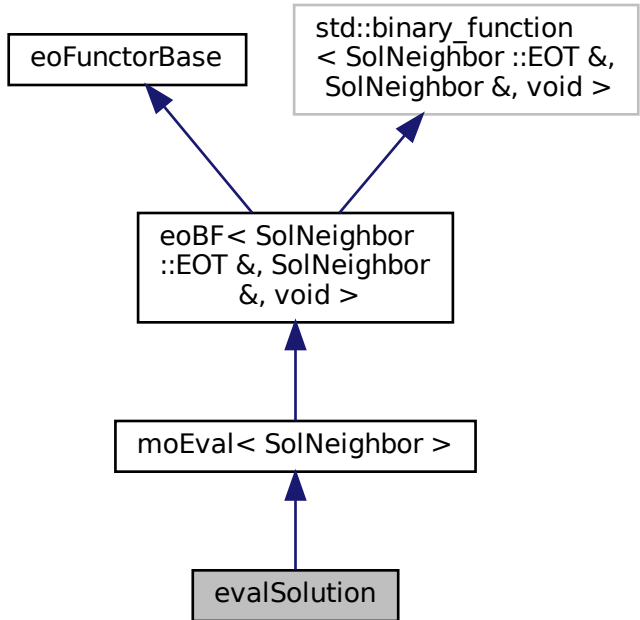 eoFunctorBase
std::binary_function
< SolNeighbor ::EOT &,
SolNeighbor &, void >
eoBF< SolNeighbor
::EOT &, SolNeighbor
&, void >
moEval< SolNeighbor >
evalSolution